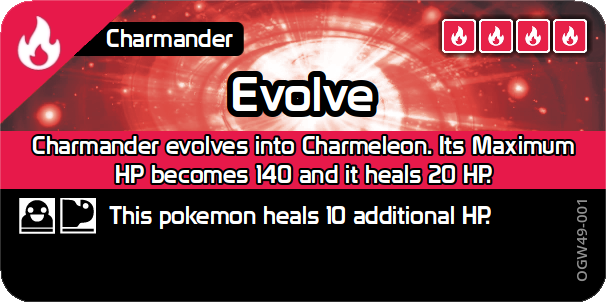 Charmander
Evolve
Charmander evolves into Charmeleon. Its Maximum
HP becomes 140 and it heals 20 HP.
This pokemon heals 10 additional HP.
OGW49-001